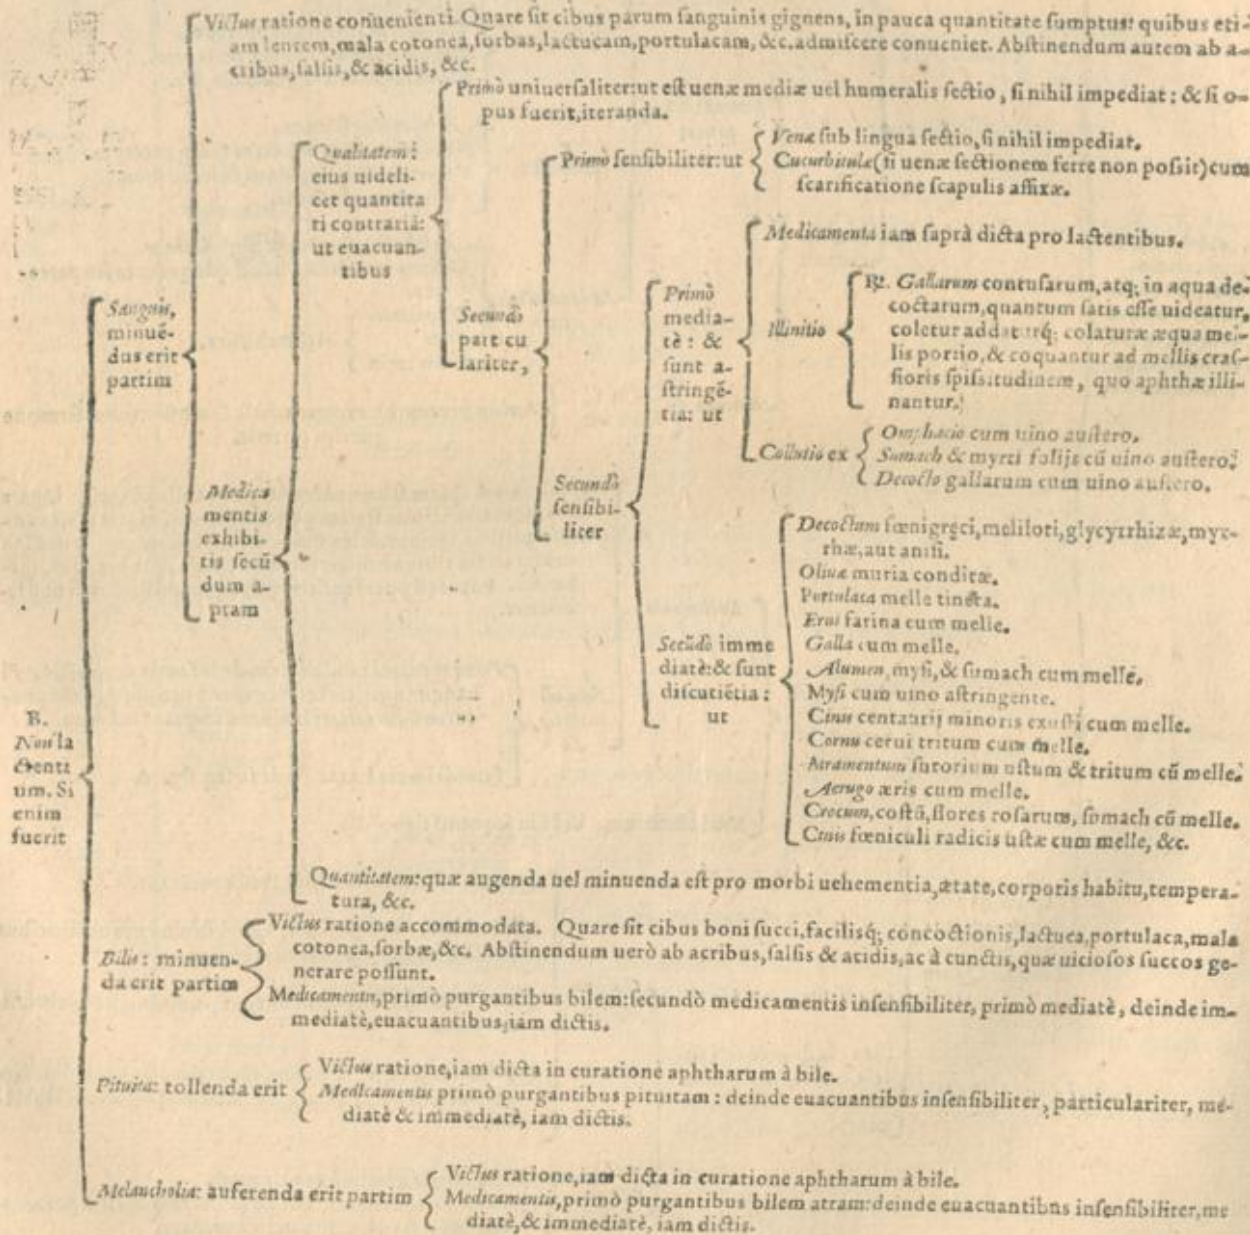 Victus ratione conuenienti. Quare sit cibus parum sanguinis gignens, in pauca quantitate sumptus: quibus eti-
am lentem, mala cotonea, sorbas, lactucam, portulacam, &c. admiscere conueniet. Abstinendum autem ab a-
cribus, salsis, & acidis, &c.
Primò uniuersaliter: ut est uenæ mediæ uel humeralis sectio, si nihil impediat: & si o-
pus fuerit, iteranda.
Qualitatem:
eius uideli-
cet quantita
ti contrariā:
ut euacuan-
tibus
Primò sensibiliter: ut
Venæ sub lingua sectio, si nihil impediat.
Cucurbitulæ (si uenæ sectionem ferre non possit) cum
scarificatione scapulis affixæ.
Sanguis,
minuē-
dus erit
partim
Secundò
particu
lariter,
Primò
media-
tè: &
sunt a-
stringē-
tia: ut
Medicamenta iam suprà dicta pro lactentibus.
Illinitio
℞. Gallarum contusarum, atq; in aqua de-
coctarum, quantum satis esse uideatur,
coletur addaturq; colaturæ æqua mel-
lis portio, & coquantur ad mellis cras-
sioris spissitudinem, quo aphthæ illi-
nantur.
Collutio ex
Omphacio cum uino austero.
Sumach & myrti folijs cū uino austero.
Decocto gallarum cum uino austero.
Medica
mentis
exhibi-
tis secū
dum a-
ptam
Secundò
sensibi-
liter
Secūdò imme
diatè: & sunt
discutiētia:
ut
Decoctum fœnigręci, meliloti, glycyrrhizæ, myr-
rhæ, aut anisi.
Oliuæ muria conditæ.
Portulaca melle tincta.
Erui farina cum melle.
Galla cum melle.
Alumen, mysi, & sumach cum melle.
Mysi cum uino astringente.
Cinis centaurij minoris exusti cum melle.
Cornu cerui tritum cum melle.
Atramentum sutorium ustum & tritum cū melle.
Aerugo æris cum melle.
Crocum, costū, flores rosarum, somach cū melle.
Cinis fœniculi radicis ustæ cum melle, &c.
B.
Non la
ctenti
um. Si
enim
fuerit
Quantitatem: quæ augenda uel minuenda est pro morbi uehementia, ætate, corporis habitu, tempera-
tura, &c.
Bilis: minuen-
da erit partim
Victus ratione accommodata. Quare sit cibus boni succi, facilisq; concoctionis, lactuca, portulaca, mala
cotonea, sorbæ, &c. Abstinendum uerò ab acribus, salsis & acidis, ac à cunctis, quæ uiciosos succos ge-
nerare possunt.
Medicamentis, primò purgantibus bilem: secundò medicamentis insensibiliter, primò mediatè, deinde im-
mediatè, euacuantibus, iam dictis.
Pituita: tollenda erit
Victus ratione, iam dicta in curatione aphtharum à bile.
Medicamentis primò purgantibus pituitam: deinde euacuantibus insensibiliter, particulariter, me-
diatè & immediatè, iam dictis.
Melancholia: auferenda erit partim
Victus ratione, iam dicta in curatione aphtharum à bile.
Medicamentis, primò purgantibus bilem atram: deinde euacuantibus insensibiliter, me
diatè, & immediatè, iam dictis.